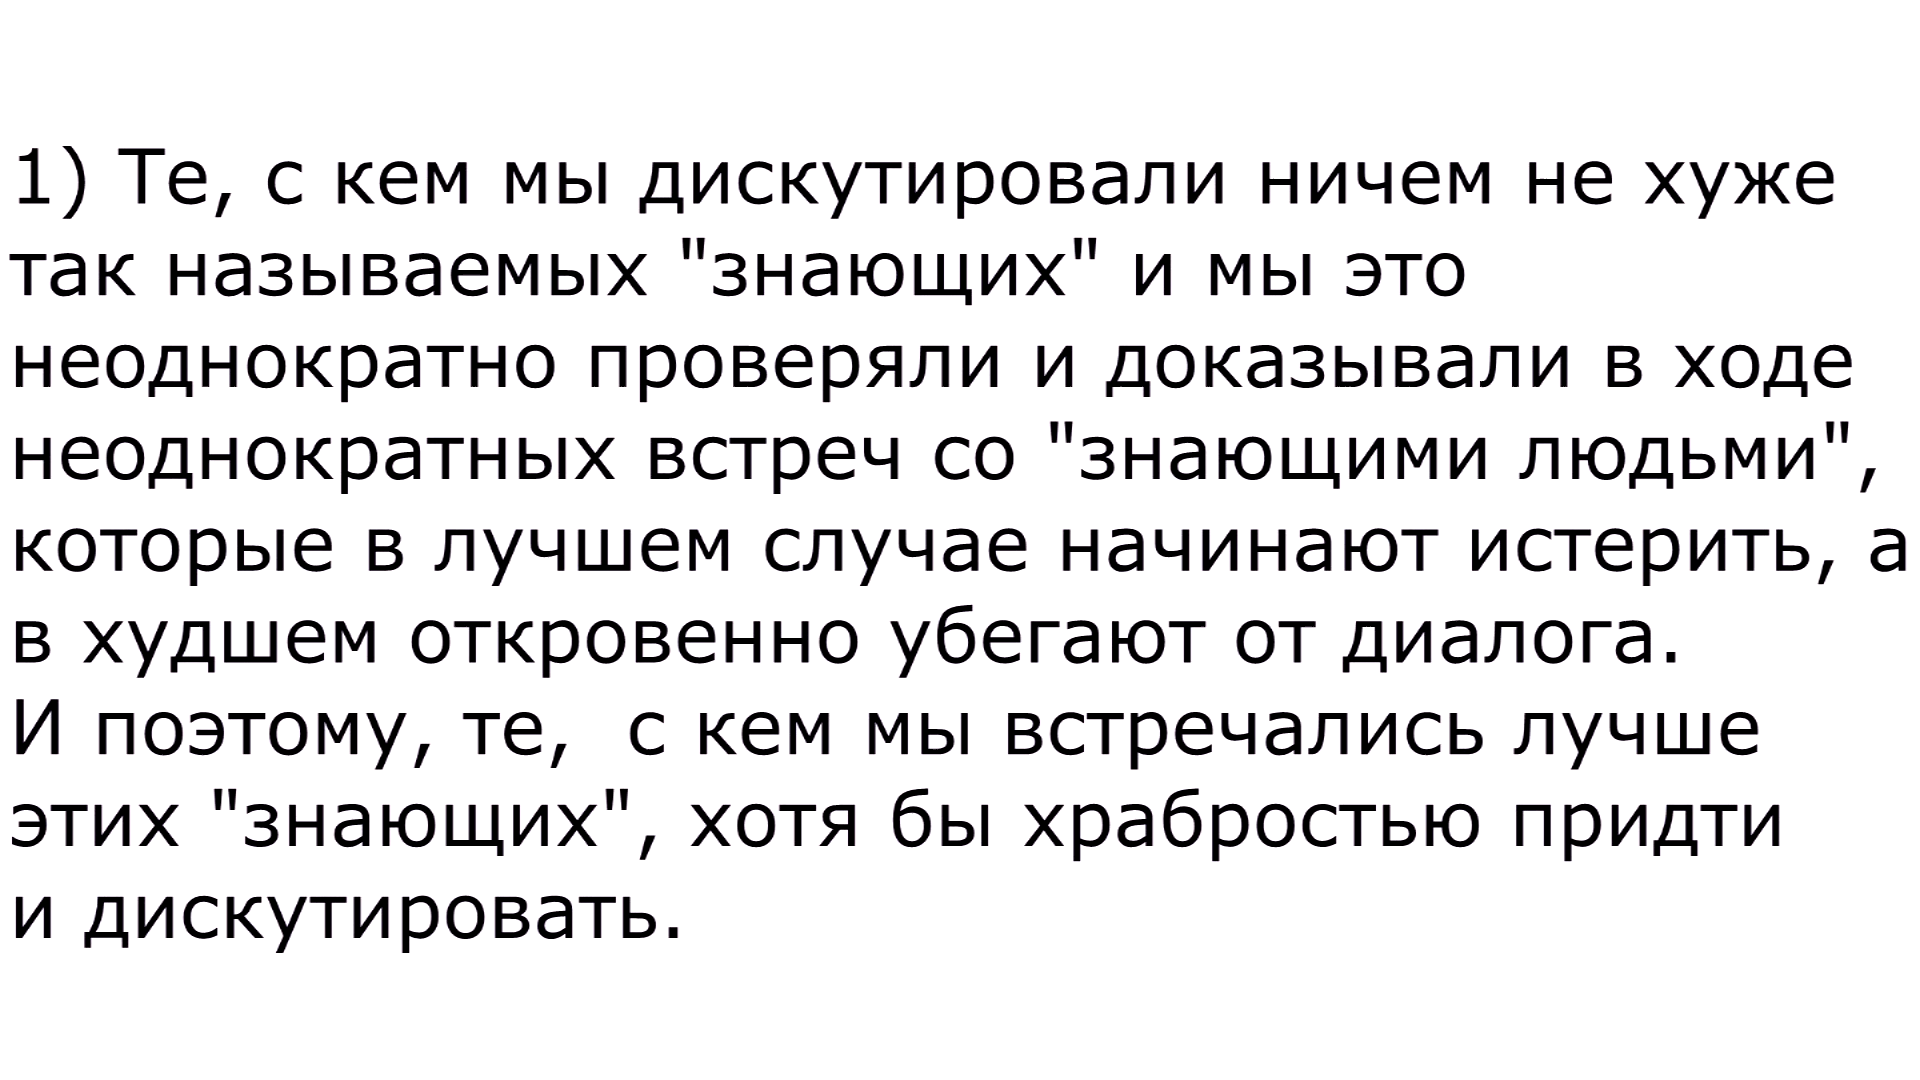 1) Те, с кем мы дискутировали ничем не хуже
так называемых "знающих" и мы это
неоднократно проверяли и доказывали в ходе
неоднократных встреч со "знающими людьми",
которые в лучшем случае начинают истерить, а
в худшем откровенно убегают от диалога.
И поэтому, те,  с кем мы встречались лучше
этих "знающих", хотя бы храбростью придти
и дискутировать.